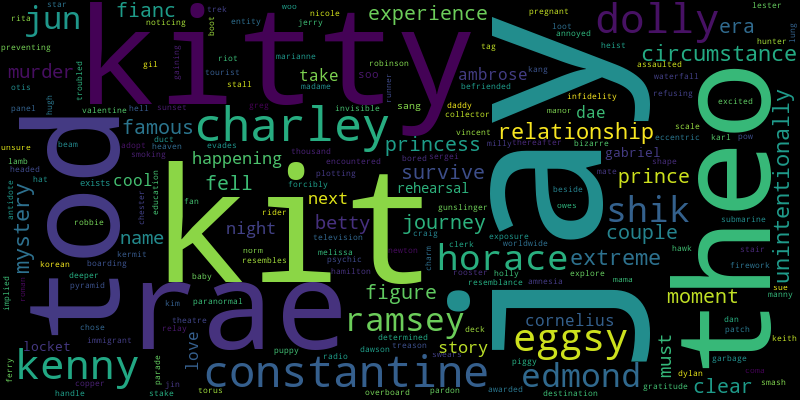 star
rita
jun
fianc
noticing
trek
boot
entity
woo
nicole
jerry
experience
pregnant
loot
annoyed
dolly
era
lester
hunter
lung
preventing
kitty
gaining
riot
marianne
heist
murder
troubled
gil
tourist
take
soo
robinson
tag
ambrose
kang
assaulted
circumstance
otis
stall
madame
runner
befriended
waterfall
refusing
panel
hugh
valentine
hell
sunset
greg
invisible
sang
daddy
collector
infidelity
manor
dae
excited
tod
famous
charley
duct
heaven
evades
princess
vincent
relationship
scale
karl
pow
unsure
beam
adopt
smoking
thousand
milly
thereafter
bizarre
eccentric
lamb
headed
happening
encountered
bored
sergei
gabriel
shape
hat
exists
cool
education
fell
forcibly
plotting
survive
mate
prince
theo
unintentionally
antidote
mystery
robbie
chester
fan
kit
next
rehearsal
gunslinger
jay
beside
owes
shik
submarine
name
rider
night
betty
journey
couple
kermit
norm
television
craig
exposure
hawk
stair
korean
boarding
resembles
melissa
psychic
charm
clerk
worldwide
horace
extreme
firework
deeper
baby
hamilton
newton
rooster
holly
explore
implied
roman
pyramid
kim
paranormal
rae
figure
resemblance
amnesia
mama
moment
sue
manny
chose
theatre
relay
ramsey
deck
cornelius
dan
patch
immigrant
locket
love
determined
treason
story
eggsy
must
keith
ferry
kenny
parade
puppy
radio
dawson
swears
piggy
garbage
coma
dylan
copper
jin
constantine
edmond
gratitude
clear
smash
handle
stake
torus
overboard
pardon
awarded
destination